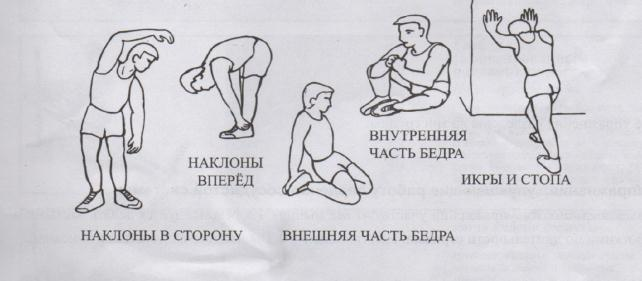 НАКЛОНЫ
ВПЕРЁД
ВНУТРЕННЯЯ
ЧАСТЬ БЕДРА
ИКРЫ И СТОПА
НАКЛОНЫ В СТОРОНУ
ВНЕШНЯЯ ЧАСТЬ БЕДРА